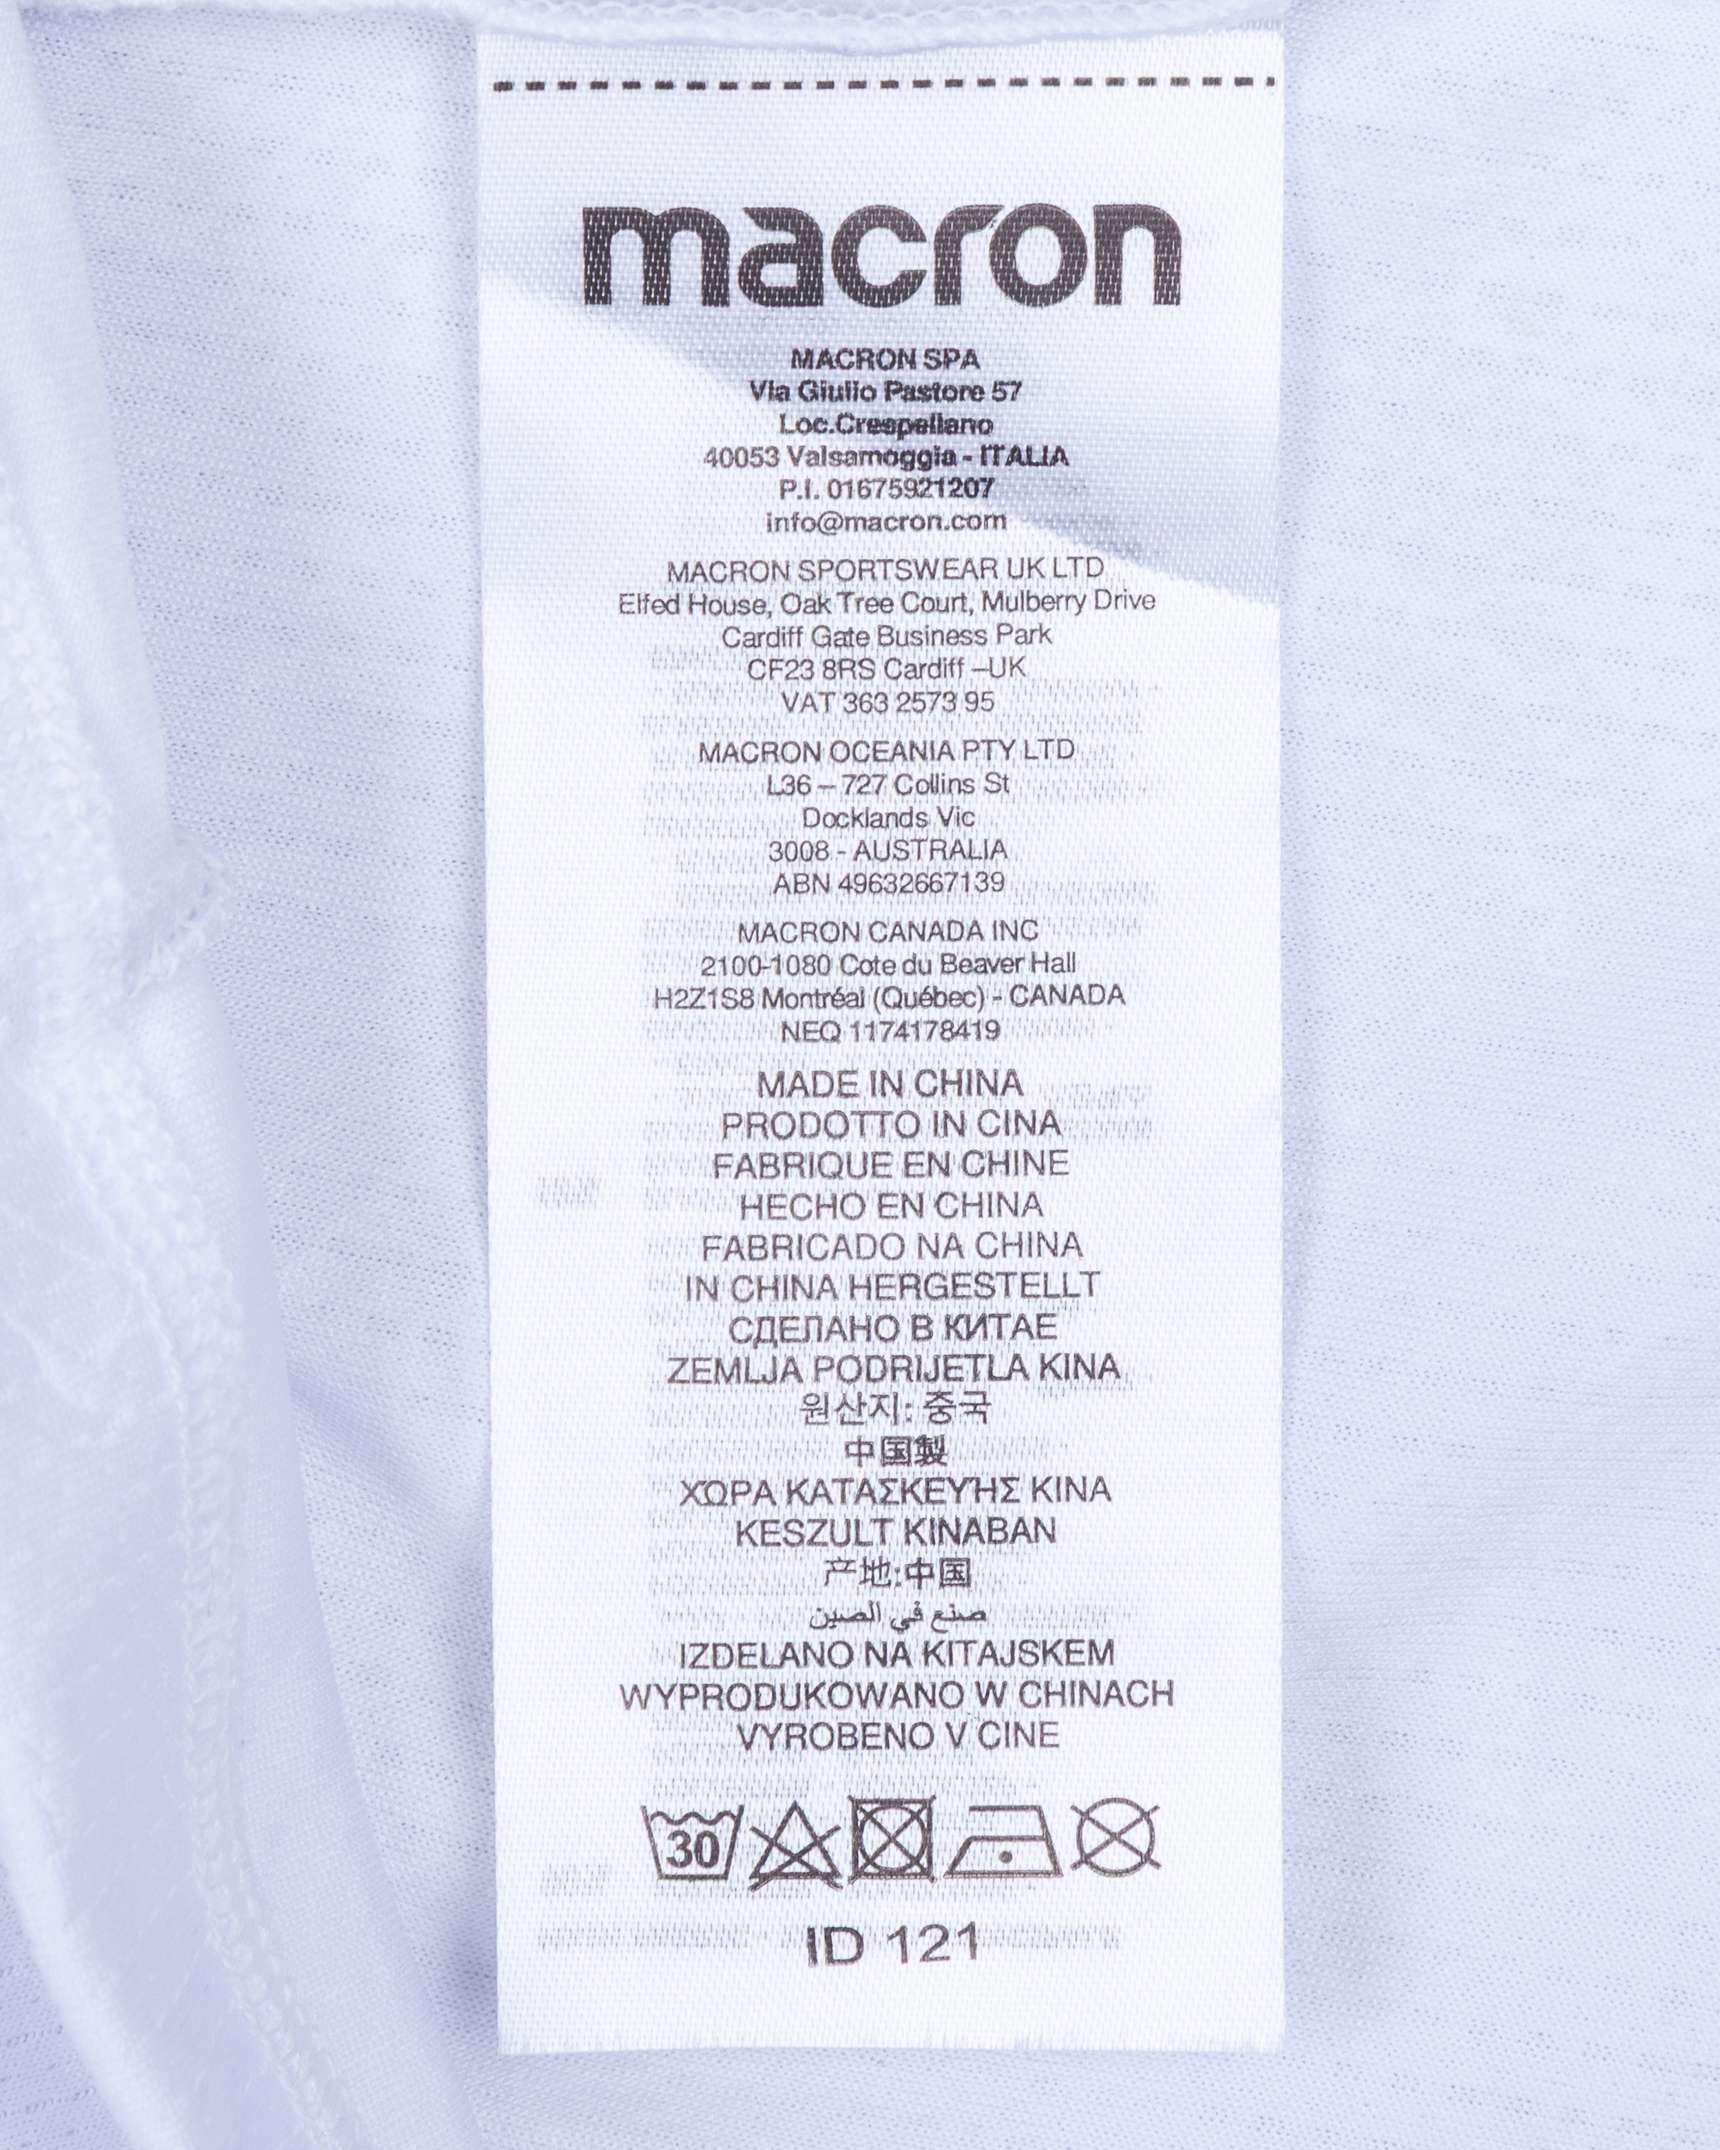 macron
MACRON SPA
Via Giulio Pastore 57
Loc.Crespellano
40053 Valsamoggia - ITALIA
P.I. 01675921207
info@macron.com
MACRON SPORTSWEAR UK LTD
Elfed House, Oak Tree Court, Mulberry Drive
Cardiff Gate Business Park
CF23 8RS Cardiff –UK
VAT 363 2573 95
MACRON OCEANIA PTY LTD
L36 – 727 Collins St
Docklands Vic
3008 - AUSTRALIA
ABN 49632667139
MACRON CANADA INC
2100-1080 Cote du Beaver Hall
H2Z1S8 Montréal (Québec) - CANADA
NEQ 1174178419
MADE IN CHINA
PRODOTTO IN CINA
FABRIQUE EN CHINE
HECHO EN CHINA
FABRICADO NA CHINA
IN CHINA HERGESTELLT
СДЕЛАНО В КИТАЕ
ZEMLJA PODRIJETLA KINA
원산지: 중국
中国製
ΧΏΡΑ ΚΑΤΑΣΚΕΥΉΣ ΚΙΝΑ
KESZULT KINABAN
产地:中国
صنع في الصين
IZDELANO NA KITAJSKEM
WYPRODUKOWANO W CHINACH
VYROBENO V CINE
30
ID 121